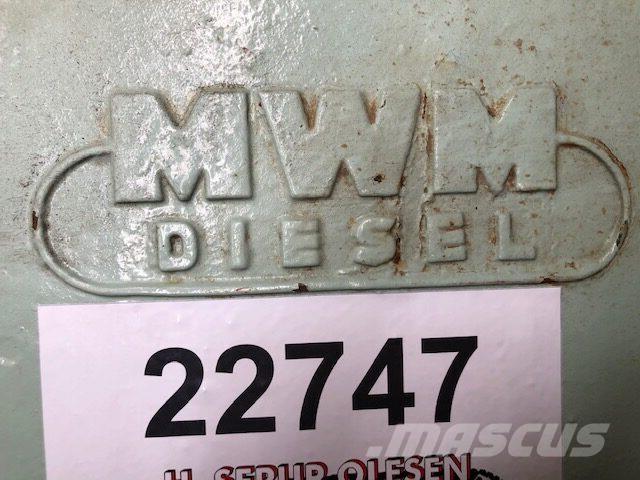 MWM
DIESEL
22747
.mascus
H. SERUP OLESEN